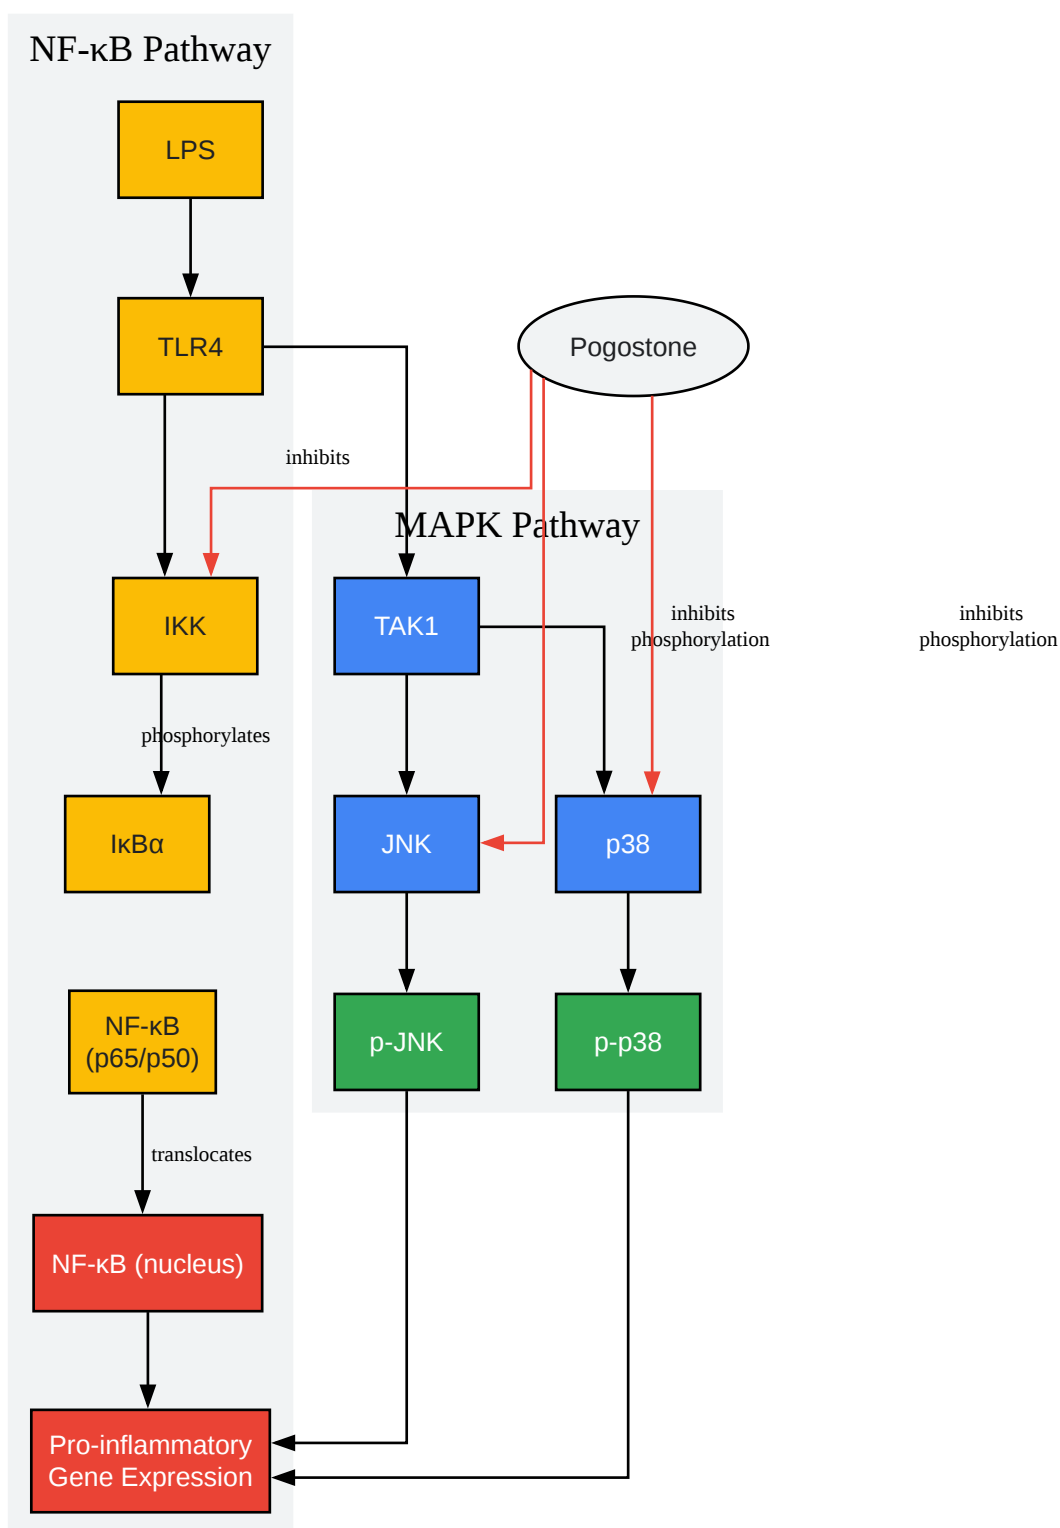 NF-κB Pathway
LPS
TLR4
Pogostone
inhibits
MAPK Pathway
IKK
TAK1
inhibits
phosphorylation
inhibits
phosphorylation
phosphorylates
IκBα
JNK
p38
NF-κB
(p65/p50)
p-JNK
p-p38
translocates
NF-κB (nucleus)
Pro-inflammatory
Gene Expression